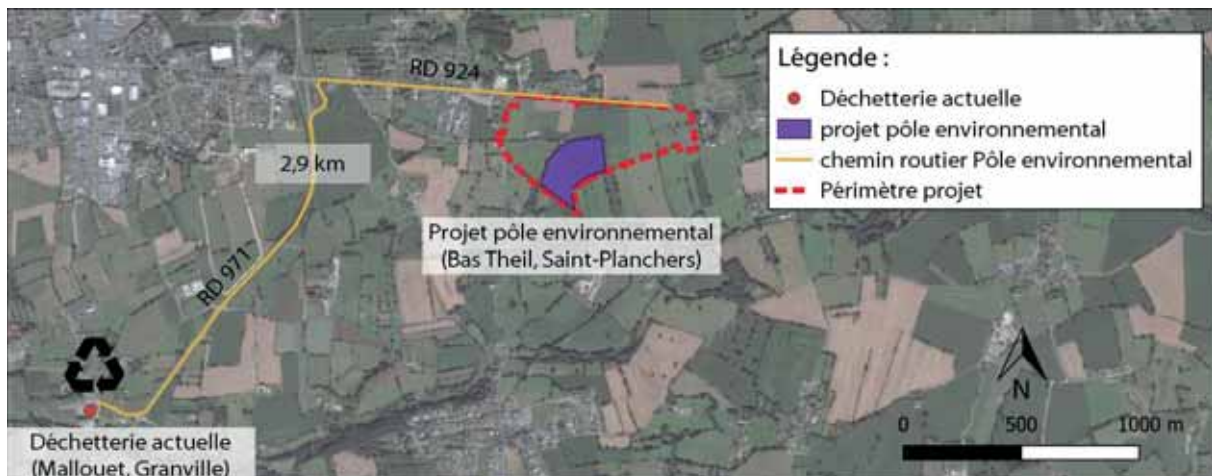 RD 924
Légende :
Déchetterie actuelle
projet pôle environnemental
chemin routier Pôle environnemental
Périmètre projet
2,9 km
Projet pôle environnemental
(Bas Theil, Saint-Planchers)
RD 971
N
0 500 1000 m
Déchetterie actuelle
(Mallouet, Granville)